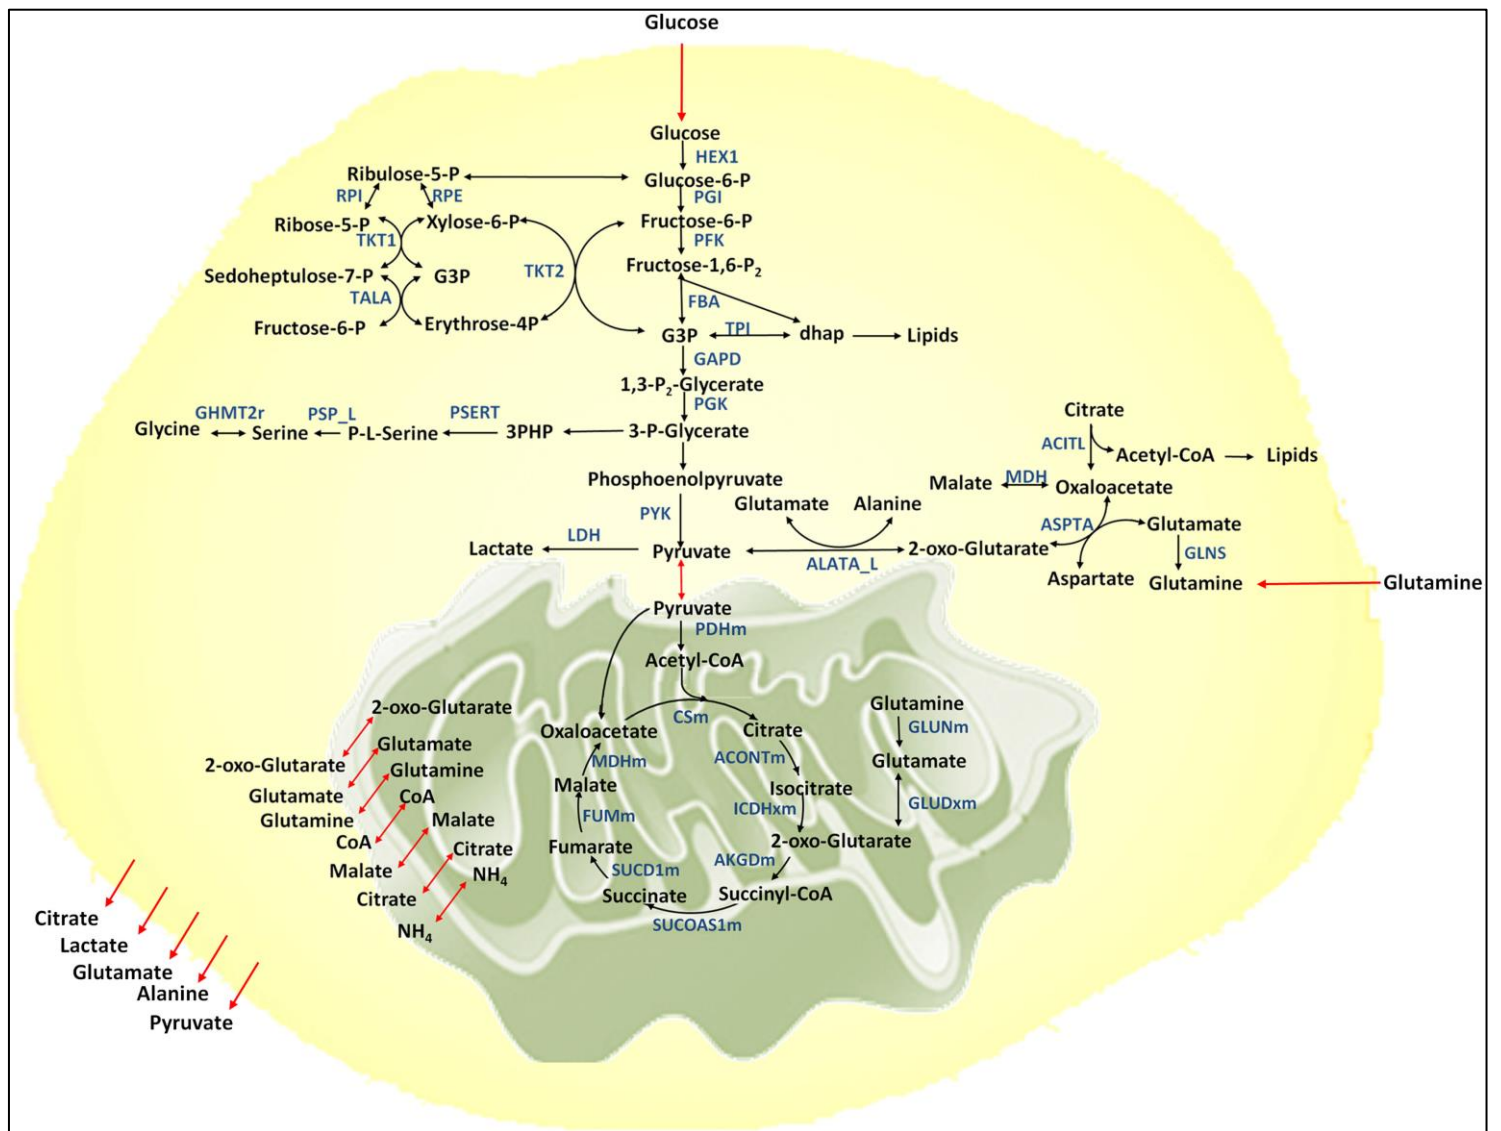 Glucose
Glucose
HEX1
Ribulose-5-P
Glucose-6-P
RPI
RPE
PGI
Ribose-5-P
Xylose-6-P
Fructose-6-P
TKT1
PFK
Sedoheptulose-7-P
G3P
TKT2
Fructose-1,6-P2
TALA
FBA
Fructose-6-P
Erythrose-4P
G3P
TPI
dhap
Lipids
GAPD
1,3-P2-Glycerate
PGK
Glycine
GHMT2r
Serine
PSP_L
P-L-Serine
PSERT
3PHP
3-P-Glycerate
Phosphoenolpyruvate
PYK
Lactate
LDH
Pyruvate
Glutamate
Alanine
ALATA_L
2-oxo-Glutarate
Citrate
ACITL
Acetyl-CoA
Lipids
Malate
MDH
Oxaloacetate
ASPTA
Glutamate
GLNS
Aspartate
Glutamine
Glutamine
Pyruvate
PDHm
Acetyl-CoA
CSm
Oxaloacetate
Citrate
MDHm
ACONTm
Malate
Isocitrate
FUMm
ICDHxm
Fumarate
2-oxo-Glutarate
SUCD1m
AKGDm
Succinate
Succinyl-CoA
SUCOAS1m
Glutamine
GLUNm
Glutamate
GLUDxm
2-oxo-Glutarate
2-oxo-Glutarate
Glutamate
Glutamate
Glutamine
Glutamine
CoA
CoA
Malate
Malate
Citrate
Citrate
NH4
NH4
Citrate
Lactate
Glutamate
Alanine
Pyruvate